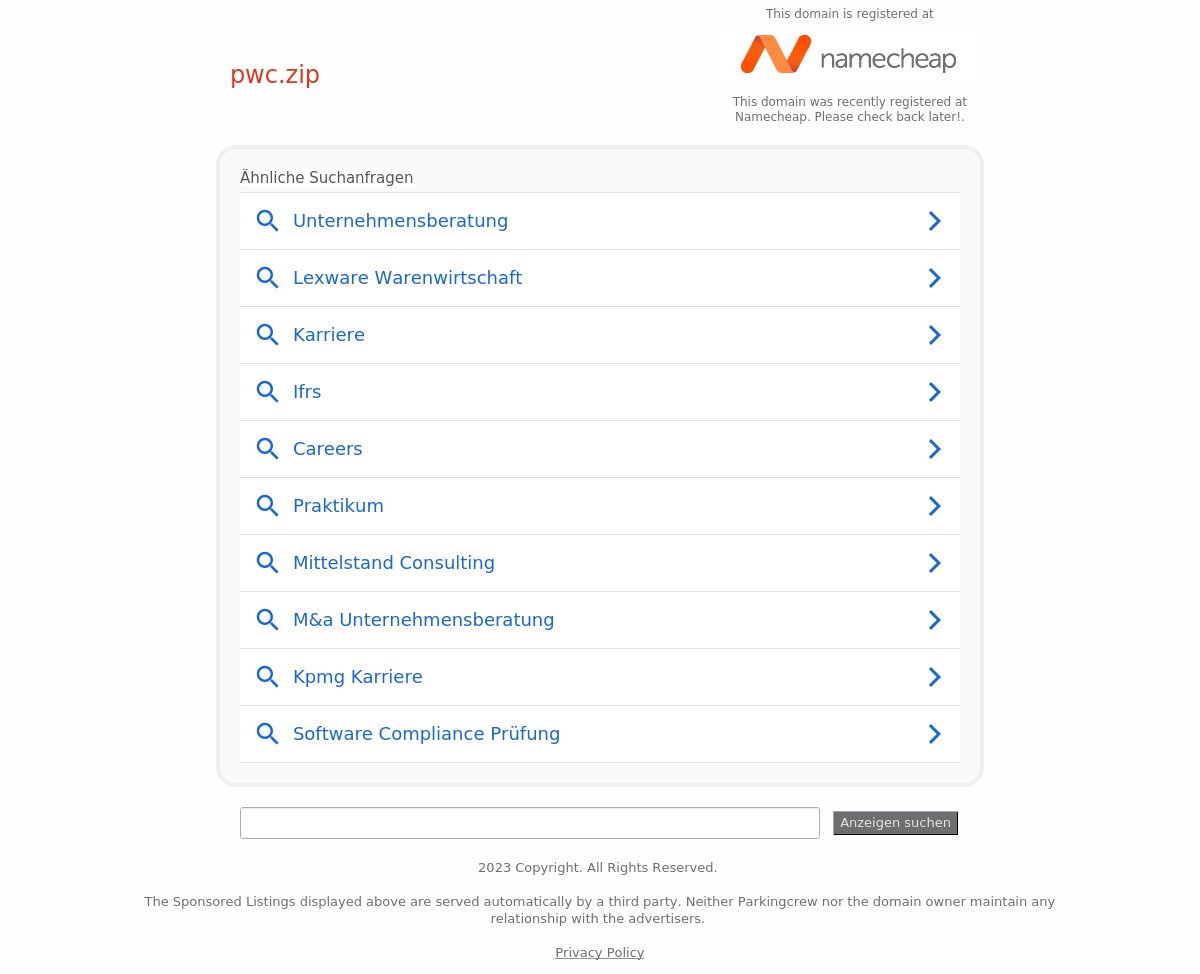 This domain is registered at
namecheap
pwc.zip
This domain was recently registered at
Namecheap. Please check back later!.
Ähnliche Suchanfragen
Unternehmensberatung
Lexware Warenwirtschaft
Karriere
Ifrs
Careers
Praktikum
Mittelstand Consulting
M&a Unternehmensberatung
Kpmg Karriere
Software Compliance Prüfung
Anzeigen suchen
2023 Copyright. All Rights Reserved.
The Sponsored Listings displayed above are served automatically by a third party. Neither Parkingcrew nor the domain owner maintain any
relationship with the advertisers.
Privacy Policy